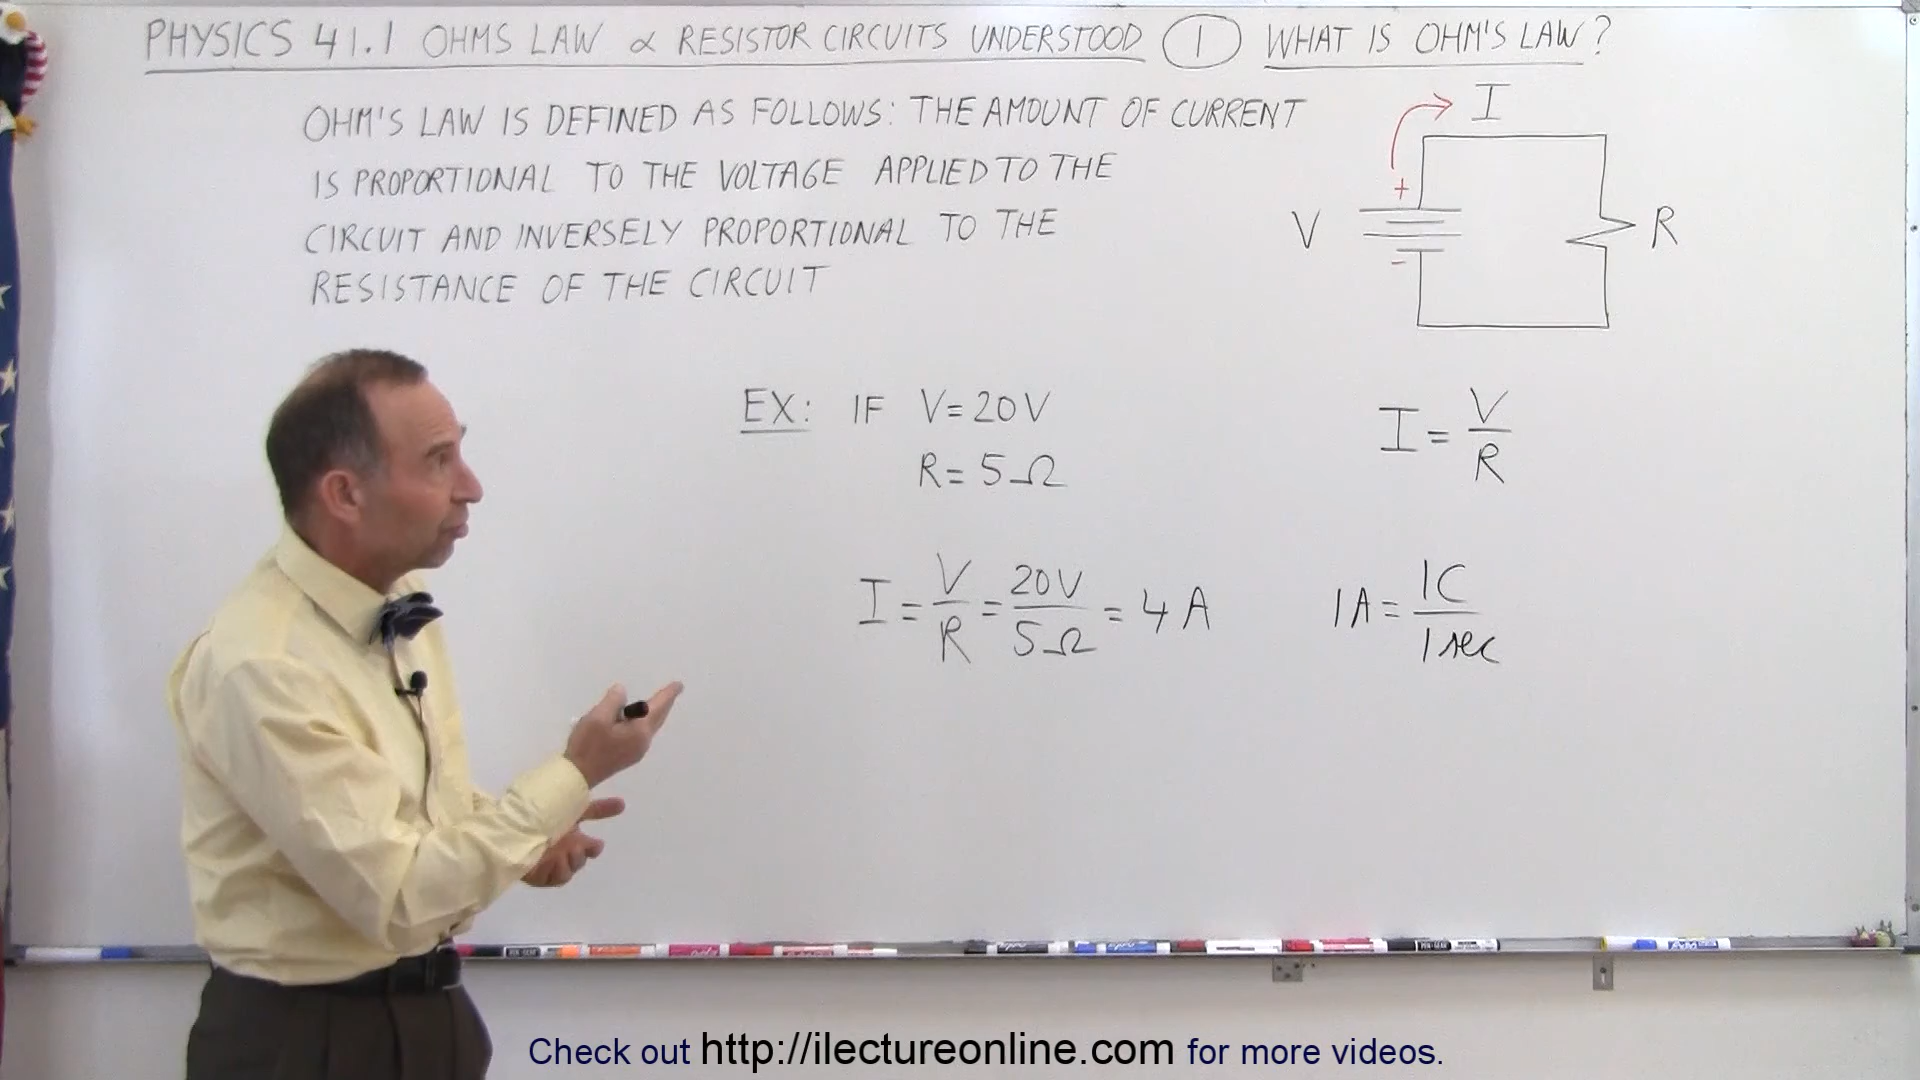 PHYSICS 41.1 OHMS LAW & RESISTOR CIRCUITS UNDERSTOOD 1 WHAT IS OHM'S LAW?
OHM'S LAW IS DEFINED AS FOLLOWS: THE AMOUNT OF CURRENT
IS PROPORTIONAL TO THE VOLTAGE APPLIED TO THE
CIRCUIT AND INVERSELY PROPORTIONAL TO THE
RESISTANCE OF THE CIRCUIT
I
+
V
-
R
EX: IF V=20V
R=5Ω
I=V/R
I=V/R=20V/5Ω=4A
1A=1C/1sec
Check out http://ilectureonline.com for more videos.